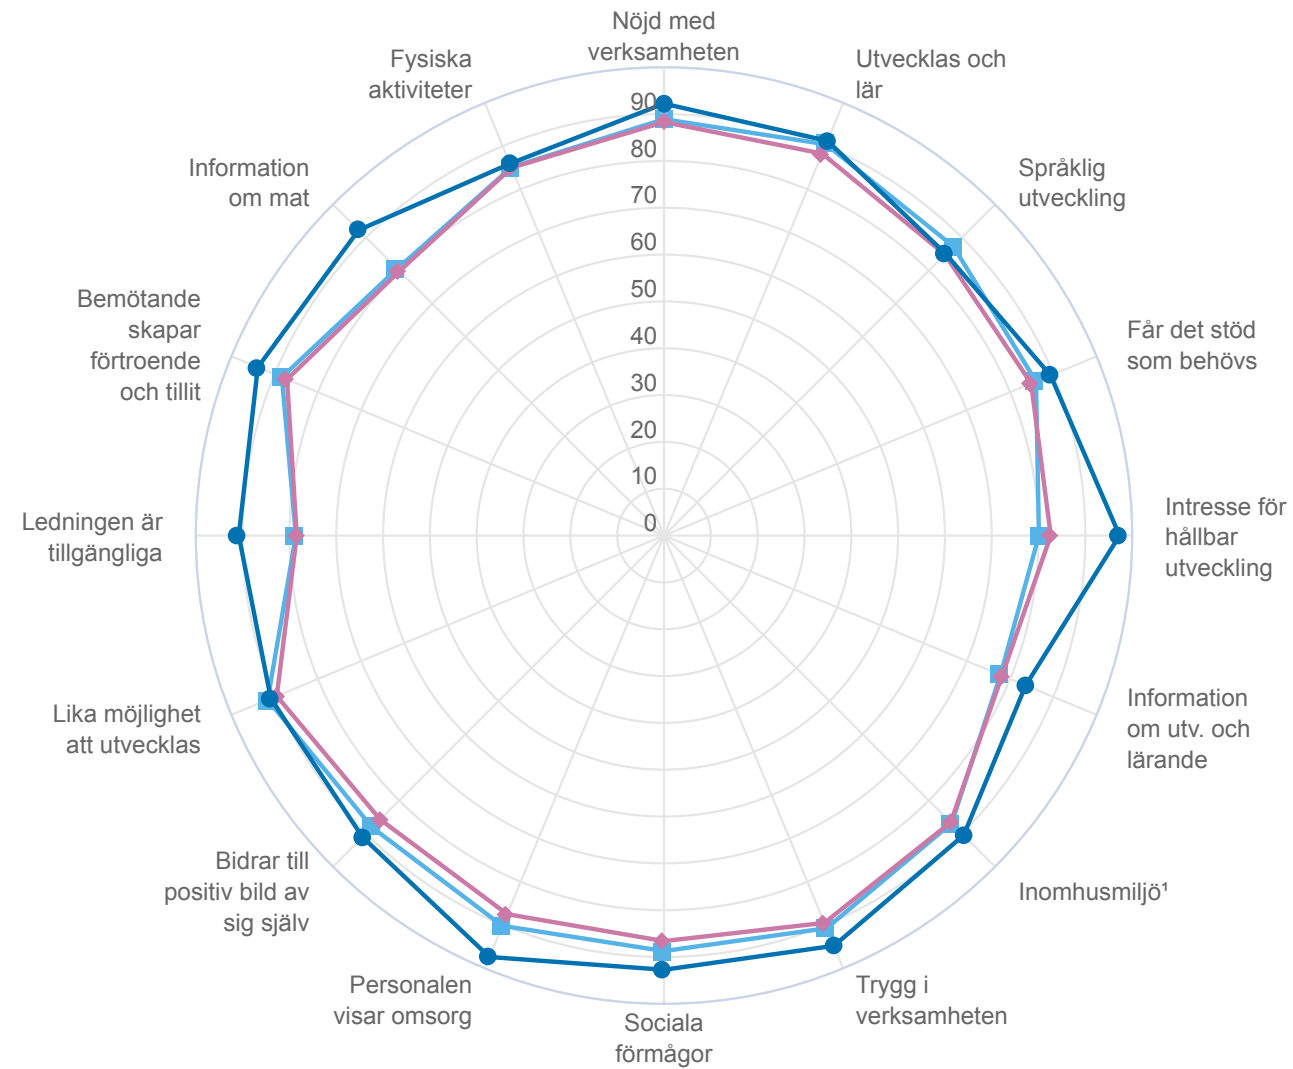 Nöjd med
verksamheten
Utvecklas och
lär
Språklig
utveckling
Får det stöd
som behövs
Intresse för
hållbar
utveckling
Information
om utv. och
lärande
Inomhusmiljö¹
Trygg i
verksamheten
Sociala
förmågor
Personalen
visar omsorg
Bidrar till
positiv bild av
sig själv
Lika möjlighet
att utvecklas
Ledningen är
tillgängliga
Bemötande
skapar
förtroende
och tillit
Information
om mat
Fysiska
aktiviteter
90
80
70
60
50
40
30
20
10
0